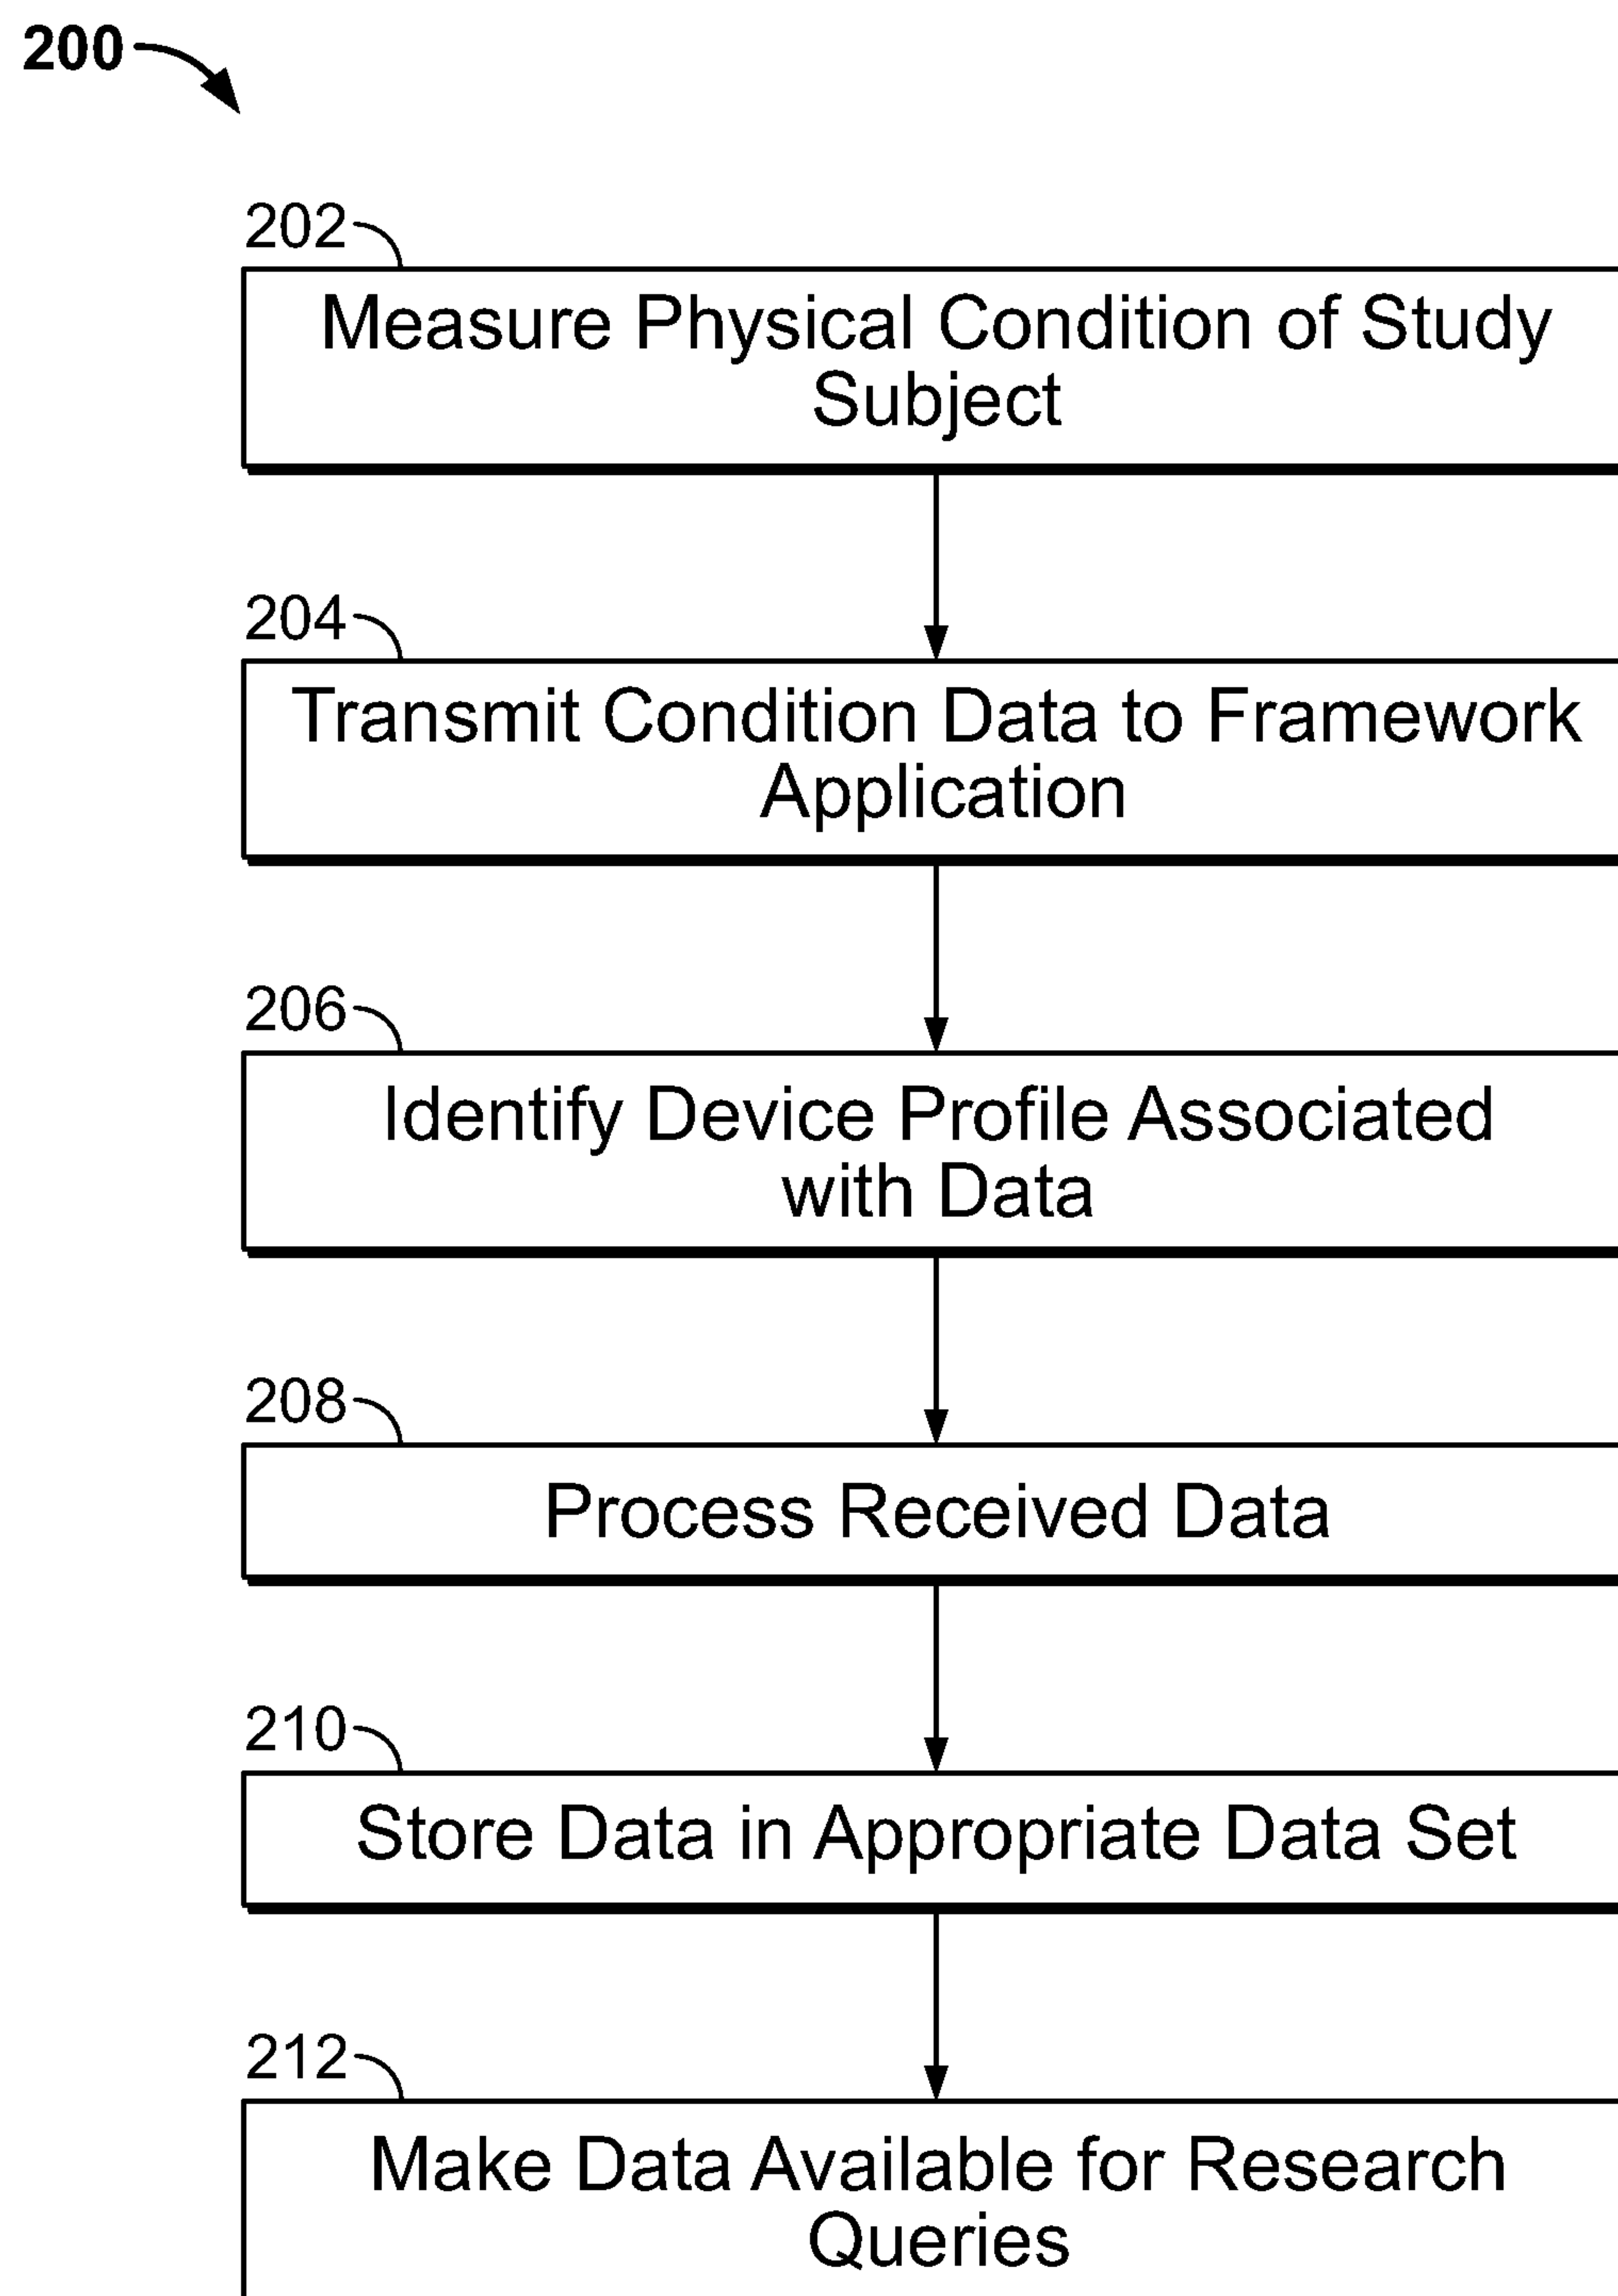 200
202
Measure Physical Condition of Study
Subject
204
Transmit Condition Data to Framework
Application
206
Identify Device Profile Associated
with Data
208
Process Received Data
210
Store Data in Appropriate Data Set
212
Make Data Available for Research
Queries